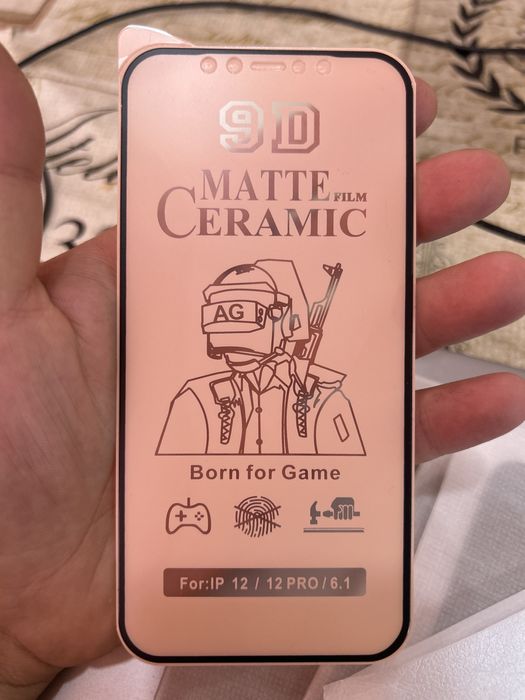 9D
MATTE FILM
CERAMIC
AG
Born for Game
For:IP 12 / 12 PRO / 6.1